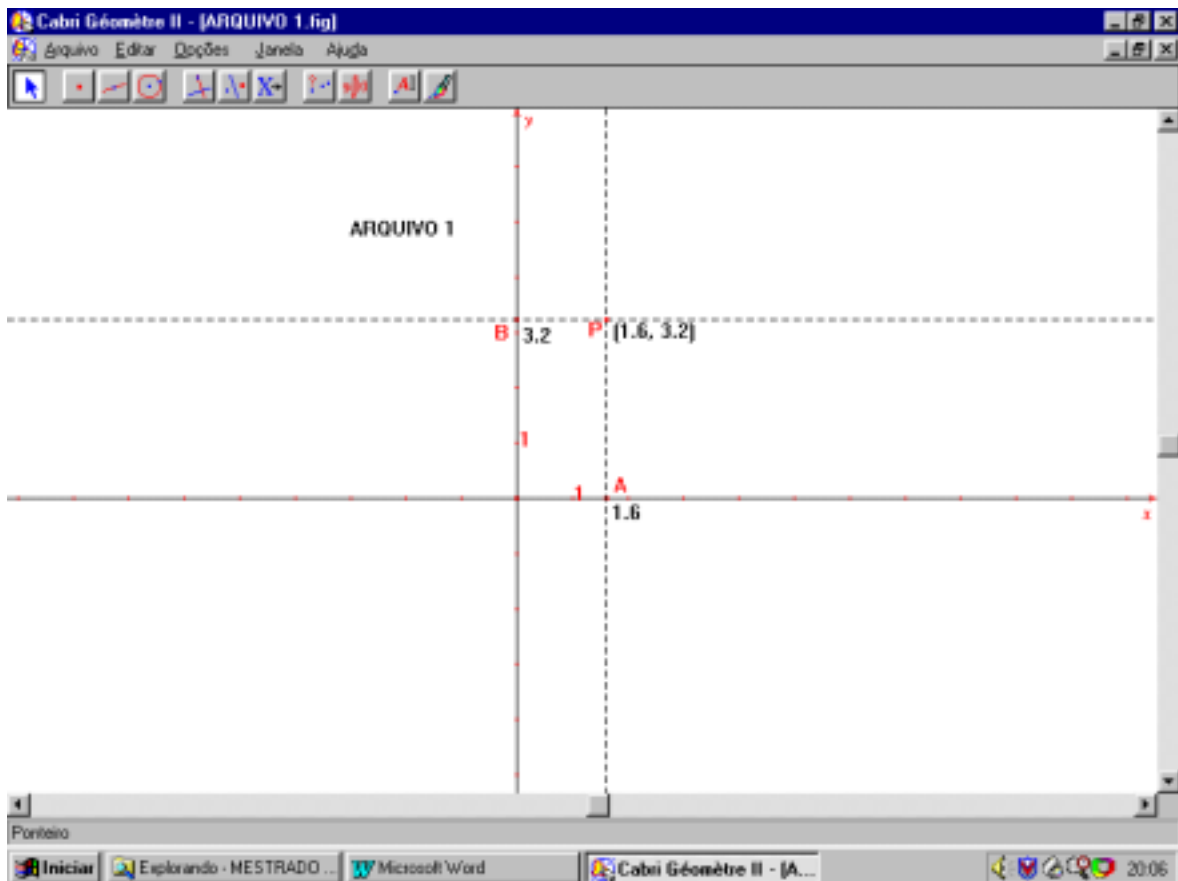 Cabri Géomètre II - [ARQUIVO 1.fig]
Arquivo Editar Opções Janela Ajuda
y
ARQUIVO 1
B 3.2 P (1.6, 3.2)
1
1 A
1.6 x
Ponteiro
Iniciar Explorando - MESTRADO ... Microsoft Word Cabri Géomètre II - [A... 20:06